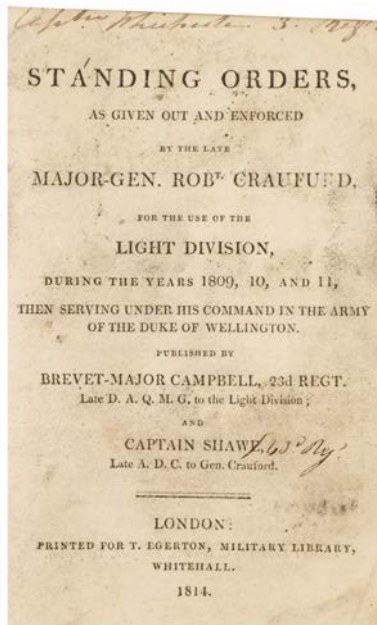 STANDING ORDERS,
AS GIVEN OUT AND ENFORCED
BY THE LATE
MAJOR-GEN. ROBT. CRAUFURD,
FOR THE USE OF THE
LIGHT DIVISION,
DURING THE YEARS 1809, 10, AND 11,
THEN SERVING UNDER HIS COMMAND IN THE ARMY
OF THE DUKE OF WELLINGTON.
PUBLISHED BY
BREVET-MAJOR CAMPBELL, 23d REGT.
Late D. A. Q. M. G. to the Light Division;
AND
CAPTAIN SHAW, 43d Regt.
Late A. D. C. to Gen. Crauford.
LONDON:
PRINTED FOR T. EGERTON, MILITARY LIBRARY,
WHITEHALL.
1814.